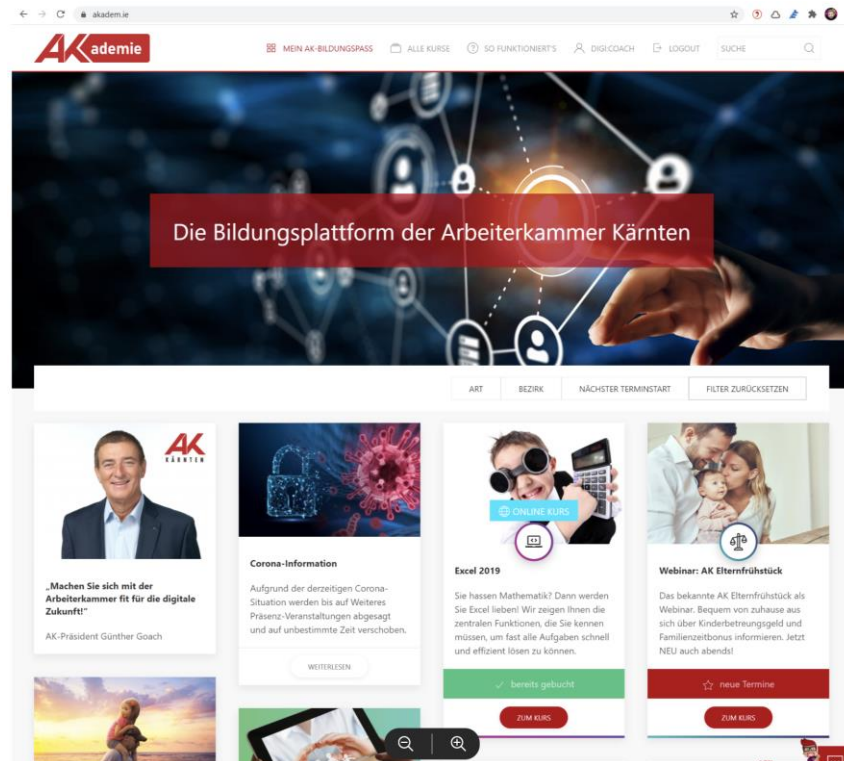 akadem.ie
AKademie
MEIN AK-BILDUNGSPASS
ALLE KURSE
SO FUNKTIONIERT'S
DIGI:COACH
LOGOUT
SUCHE
Die Bildungsplattform der Arbeiterkammer Kärnten
ART
BEZIRK
NÄCHSTER TERMINSTART
FILTER ZURÜCKSETZEN
AK
KÄRNTEN
„Machen Sie sich mit der
Arbeiterkammer fit für die digitale
Zukunft!“
AK-Präsident Günther Goach
Corona-Information
Aufgrund der derzeitigen Corona-
Situation werden bis auf Weiteres
Präsenz-Veranstaltungen abgesagt
und auf unbestimmte Zeit verschoben.
WEITERLESEN
ONLINE KURS
Excel 2019
Sie hassen Mathematik? Dann werden
Sie Excel lieben! Wir zeigen Ihnen die
zentralen Funktionen, die Sie kennen
müssen, um fast alle Aufgaben schnell
und effizient lösen zu können.
bereits gebucht
ZUM KURS
Webinar: AK Elternfrühstück
Das bekannte AK Elternfrühstück als
Webinar. Bequem von zuhause aus
sich über Kinderbetreungsgeld und
Familienzeitbonus informieren. Jetzt
NEU auch abends!
neue Termine
ZUM KURS